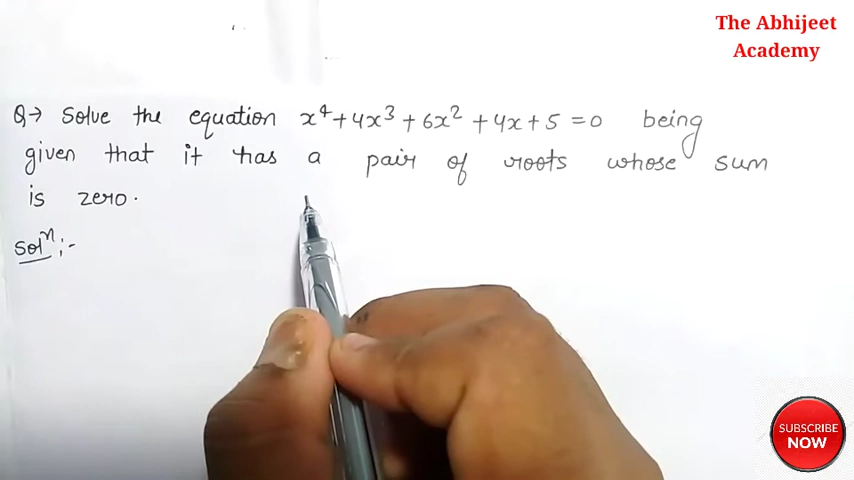 The Abhijeet
Academy
Q→ Solve the equation x⁴+4x³+6x²+4x+5=0 being
given that it has a pair of roots whose sum
is zero.
Solⁿ:-
SUBSCRIBE
NOW